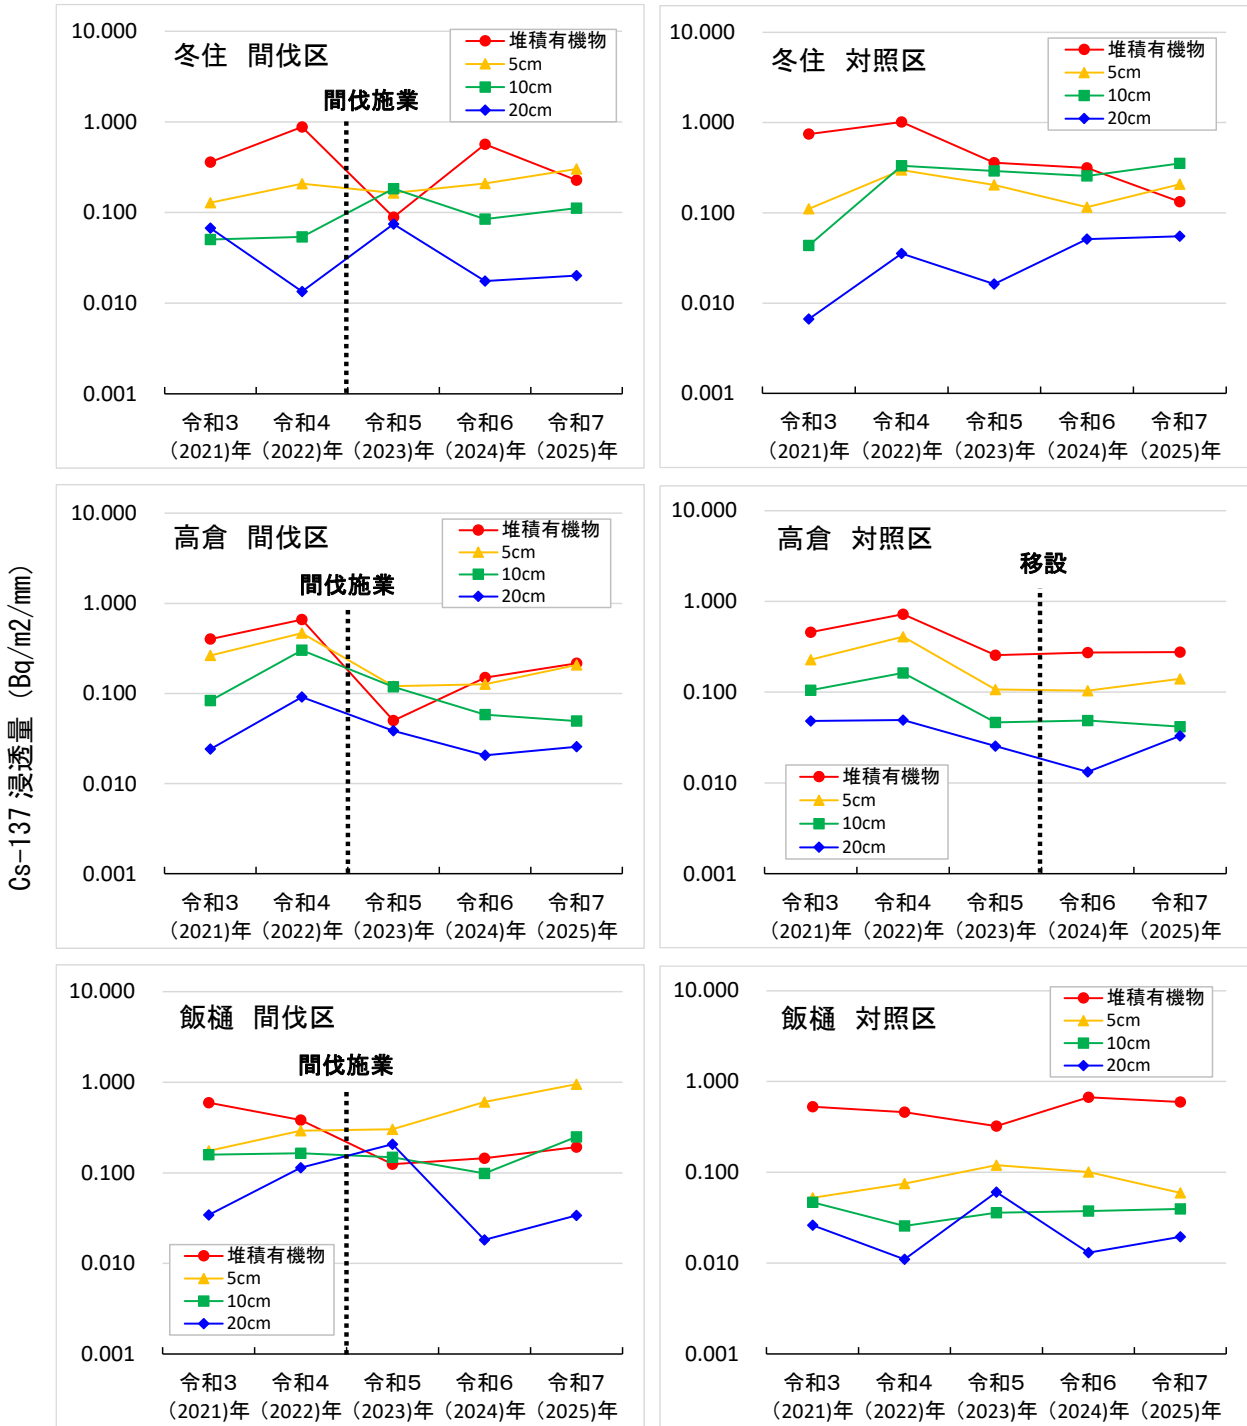 Cs-137 浸透量 (Bq/m2/mm)
冬住 間伐区
間伐施業
堆積有機物
5cm
10cm
20cm
10.000
1.000
0.100
0.010
0.001
令和3 令和4 令和5 令和6 令和7
(2021)年 (2022)年 (2023)年 (2024)年 (2025)年
冬住 対照区
堆積有機物
5cm
10cm
20cm
10.000
1.000
0.100
0.010
0.001
令和3 令和4 令和5 令和6 令和7
(2021)年 (2022)年 (2023)年 (2024)年 (2025)年
高倉 間伐区
間伐施業
堆積有機物
5cm
10cm
20cm
10.000
1.000
0.100
0.010
0.001
令和3 令和4 令和5 令和6 令和7
(2021)年 (2022)年 (2023)年 (2024)年 (2025)年
高倉 対照区
移設
堆積有機物
5cm
10cm
20cm
10.000
1.000
0.100
0.010
0.001
令和3 令和4 令和5 令和6 令和7
(2021)年 (2022)年 (2023)年 (2024)年 (2025)年
飯樋 間伐区
間伐施業
堆積有機物
5cm
10cm
20cm
10.000
1.000
0.100
0.010
0.001
令和3 令和4 令和5 令和6 令和7
(2021)年 (2022)年 (2023)年 (2024)年 (2025)年
飯樋 対照区
堆積有機物
5cm
10cm
20cm
10.000
1.000
0.100
0.010
0.001
令和3 令和4 令和5 令和6 令和7
(2021)年 (2022)年 (2023)年 (2024)年 (2025)年